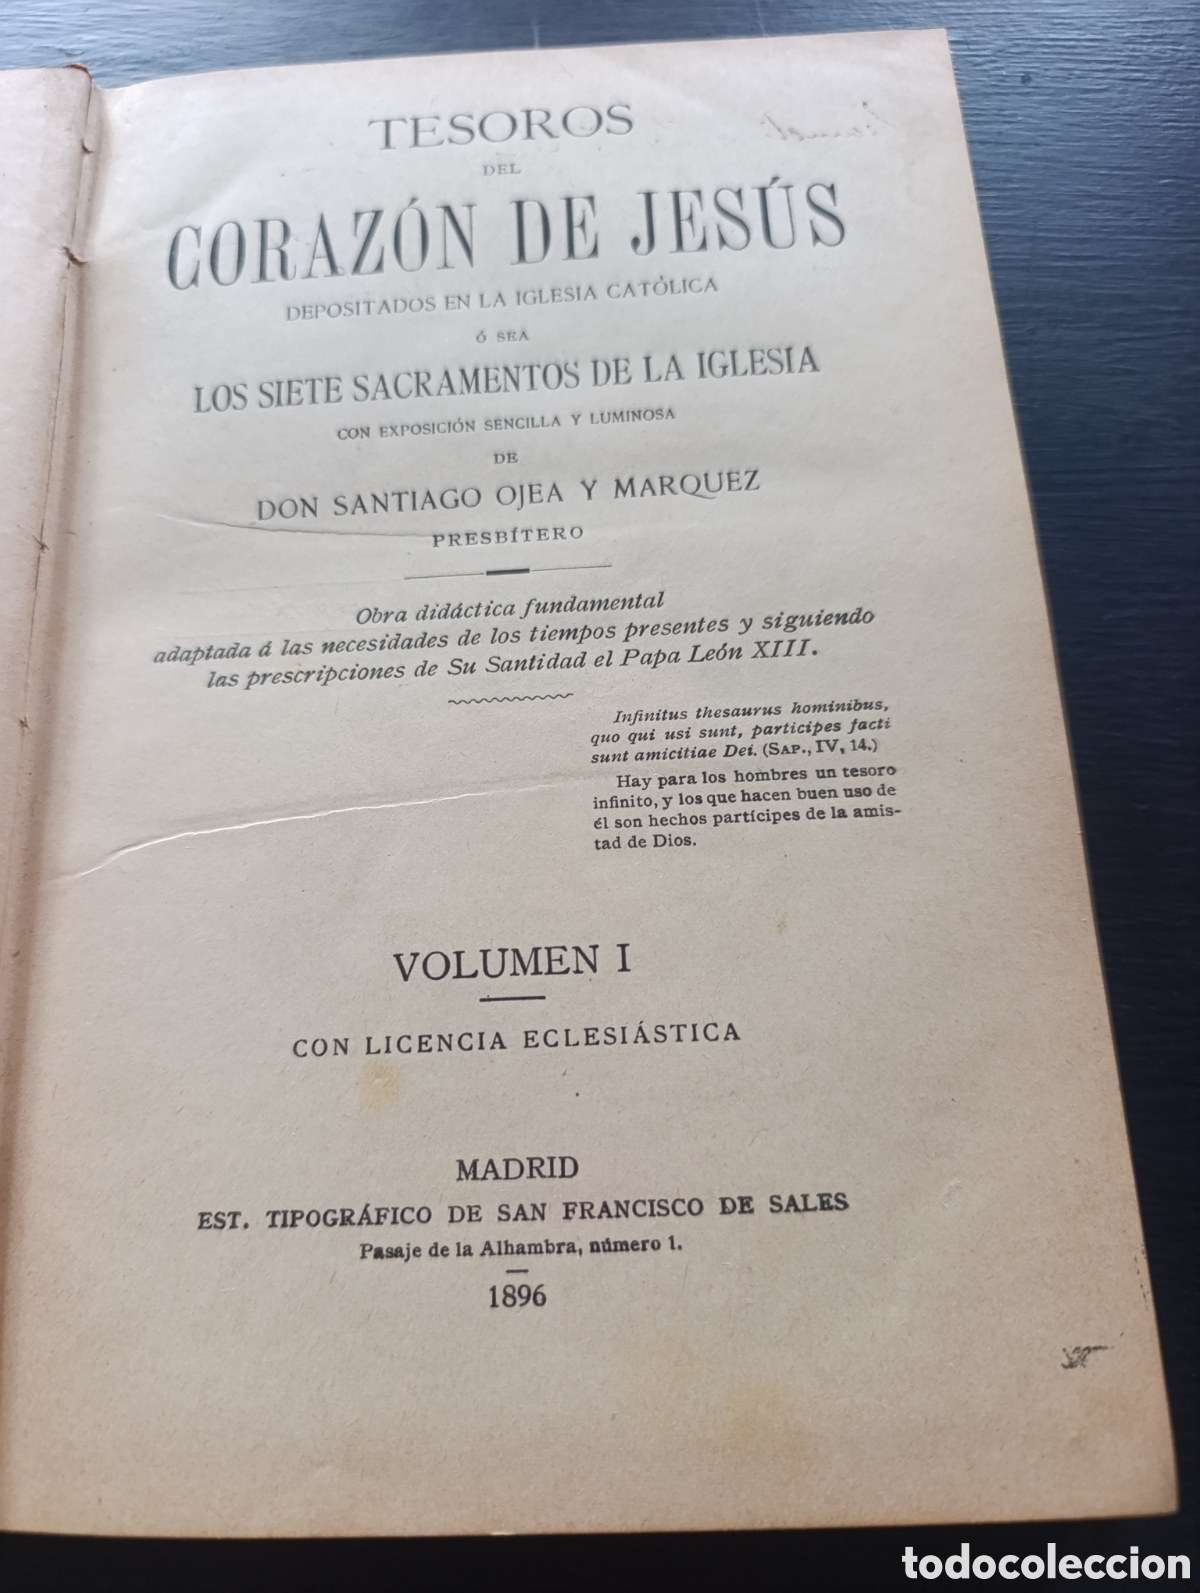 TESOROS
DEL
CORAZÓN DE JESÚS
DEPOSITADOS EN LA IGLESIA CATÓLICA
Ó SEA
LOS SIETE SACRAMENTOS DE LA IGLESIA
CON EXPOSICIÓN SENCILLA Y LUMINOSA
DE
DON SANTIAGO OJEA Y MARQUEZ
PRESBÍTERO
Obra didáctica fundamental
adaptada á las necesidades de los tiempos presentes y siguiendo
las prescripciones de Su Santidad el Papa León XIII.
Infinitus thesaurus hominibus,
quo qui usi sunt, participes facti
sunt amicitiae Dei. (SAP., IV, 14.)
Hay para los hombres un tesoro
infinito, y los que hacen buen uso de
él son hechos partícipes de la amis-
tad de Dios.
VOLUMEN I
CON LICENCIA ECLESIÁSTICA
MADRID
EST. TIPOGRÁFICO DE SAN FRANCISCO DE SALES
Pasaje de la Alhambra, número 1.
1896
todocoleccion